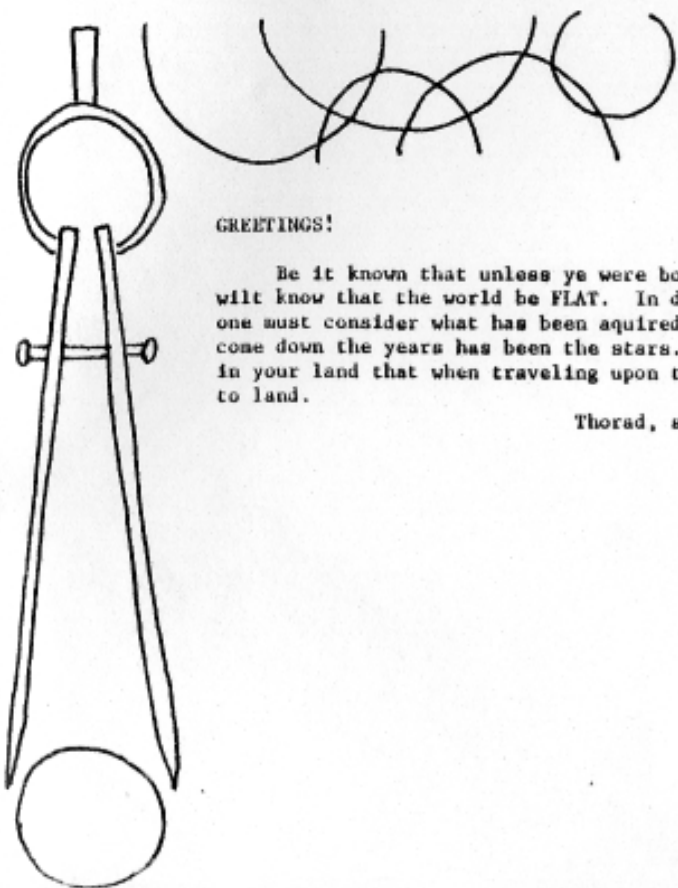 GREETINGS!
Be it known that unless ye were bo
wilt know that the world be FLAT. In d
one must consider what has been aquired
come down the years has been the stars.
in your land that when traveling upon t
to land.
Thorad, a